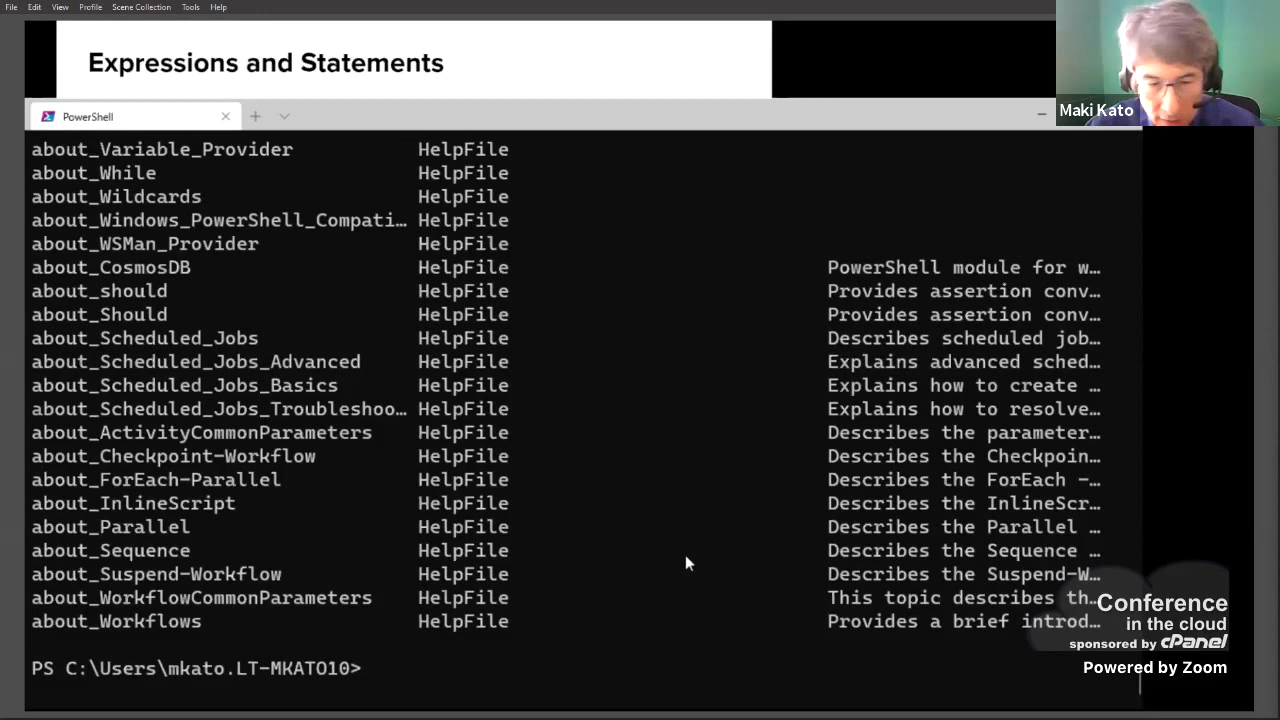 File Edit View Profile Scene Collection Tools Help
Expressions and Statements
Maki Kato
PowerShell
about_Variable_Provider HelpFile
about_While HelpFile
about_Wildcards HelpFile
about_Windows_PowerShell_Compati… HelpFile
about_WSMan_Provider HelpFile
about_CosmosDB HelpFile PowerShell module for w…
about_should HelpFile Provides assertion conv…
about_Should HelpFile Provides assertion conv…
about_Scheduled_Jobs HelpFile Describes scheduled job…
about_Scheduled_Jobs_Advanced HelpFile Explains advanced sched…
about_Scheduled_Jobs_Basics HelpFile Explains how to create …
about_Scheduled_Jobs_Troubleshoo… HelpFile Explains how to resolve…
about_ActivityCommonParameters HelpFile Describes the parameter…
about_Checkpoint-Workflow HelpFile Describes the Checkpoin…
about_ForEach-Parallel HelpFile Describes the ForEach -…
about_InlineScript HelpFile Describes the InlineScr…
about_Parallel HelpFile Describes the Parallel …
about_Sequence HelpFile Describes the Sequence …
about_Suspend-Workflow HelpFile Describes the Suspend-W…
about_WorkflowCommonParameters HelpFile This topic describes th…
about_Workflows HelpFile Provides a brief introd…
PS C:\Users\mkato.LT-MKATO10>
Conference
in the cloud
sponsored by cPanel
Powered by Zoom